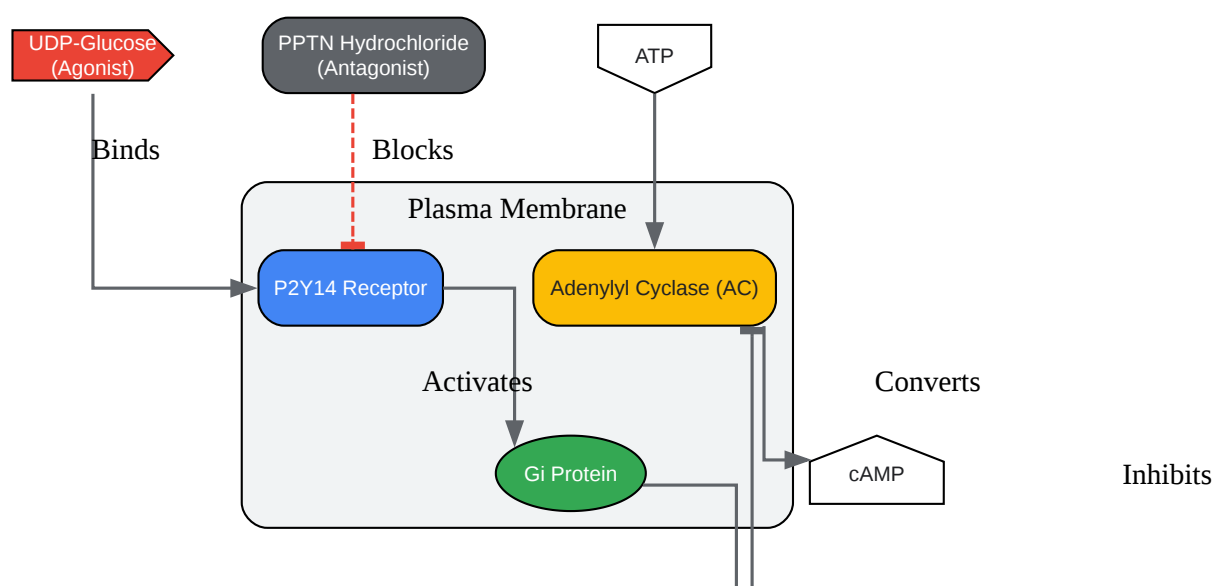 UDP-Glucose
(Agonist)
PPTN Hydrochloride
(Antagonist)
ATP
Binds
Blocks
Plasma Membrane
P2Y14 Receptor
Adenylyl Cyclase (AC)
Activates
Converts
Gi Protein
cAMP
Inhibits